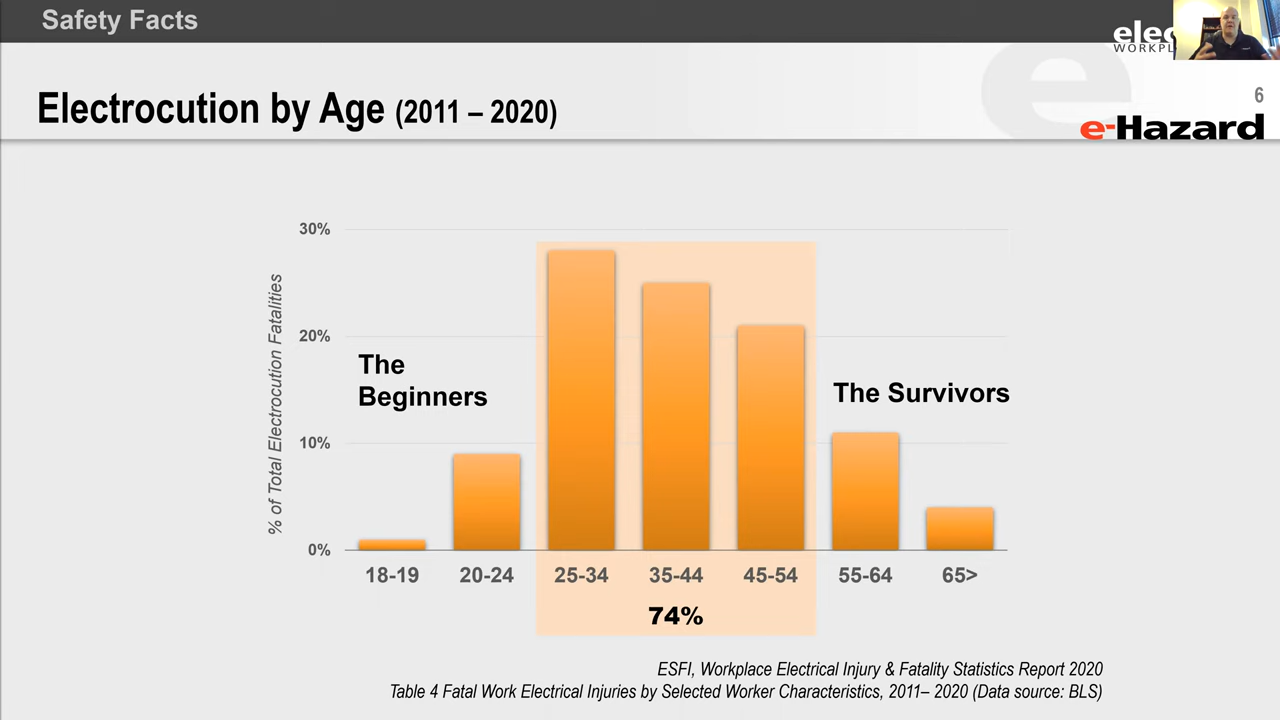 Safety Facts
Electrocution by Age (2011 – 2020)
6
e-Hazard
30%
20%
10%
0%
% of Total Electrocution Fatalities
The
Beginners
The Survivors
18-19
20-24
25-34
35-44
45-54
55-64
65>
74%
ESFI, Workplace Electrical Injury & Fatality Statistics Report 2020
Table 4 Fatal Work Electrical Injuries by Selected Worker Characteristics, 2011– 2020 (Data source: BLS)